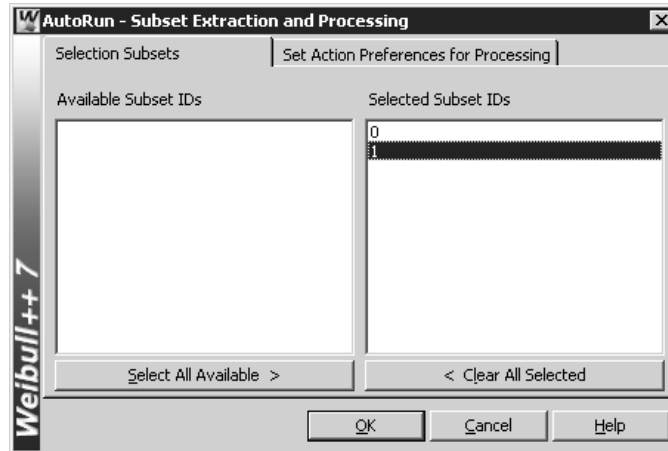 AutoRun - Subset Extraction and Processing
Selection Subsets
Set Action Preferences for Processing
Available Subset IDs
Selected Subset IDs
0
1
Select All Available >
< Clear All Selected
OK
Cancel
Help
Weibull++ 7